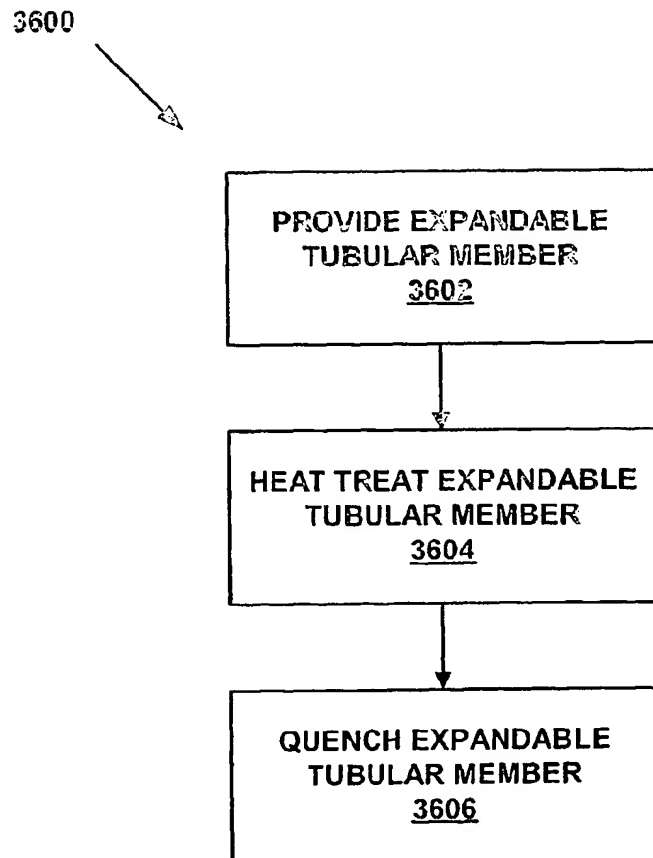 3600
PROVIDE EXPANDABLE
TUBULAR MEMBER
3602
HEAT TREAT EXPANDABLE
TUBULAR MEMBER
3604
QUENCH EXPANDABLE
TUBULAR MEMBER
3606